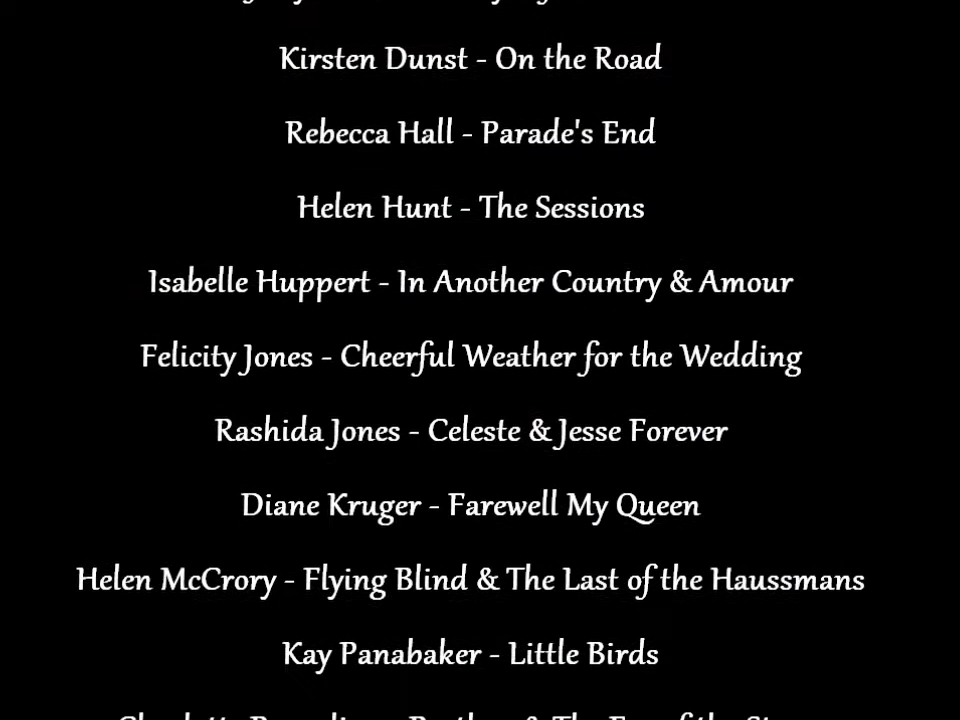 Kirsten Dunst - On the Road
Rebecca Hall - Parade's End
Helen Hunt - The Sessions
Isabelle Huppert - In Another Country & Amour
Felicity Jones - Cheerful Weather for the Wedding
Rashida Jones - Celeste & Jesse Forever
Diane Kruger - Farewell My Queen
Helen McCrory - Flying Blind & The Last of the Haussmans
Kay Panabaker - Little Birds